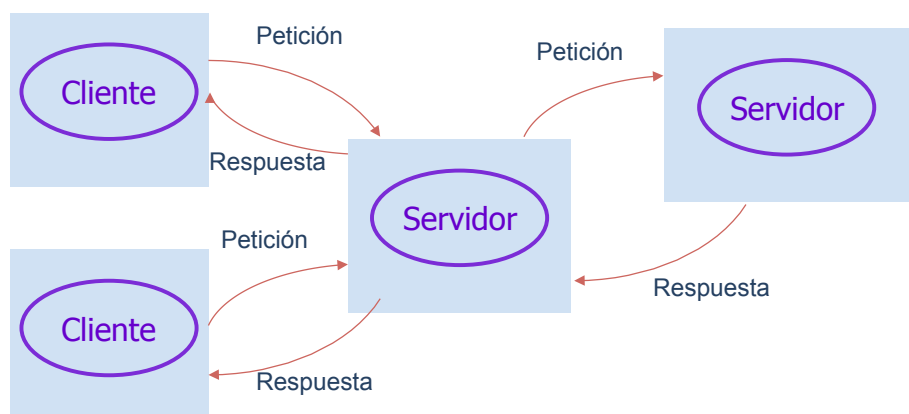 Petición
Cliente
Respuesta
Petición
Servidor
Servidor
Petición
Cliente
Respuesta
Respuesta